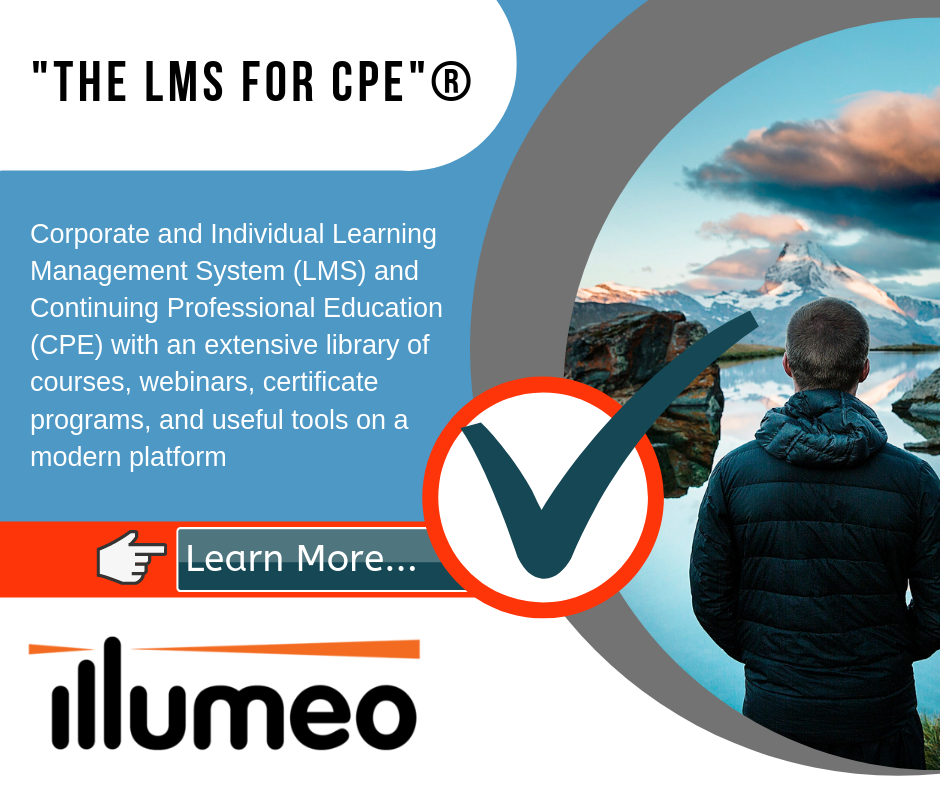 "THE LMS FOR CPE"®
Corporate and Individual Learning
Management System (LMS) and
Continuing Professional Education
(CPE) with an extensive library of
courses, webinars, certificate
programs, and useful tools on a
modern platform
Learn More...
illumeo